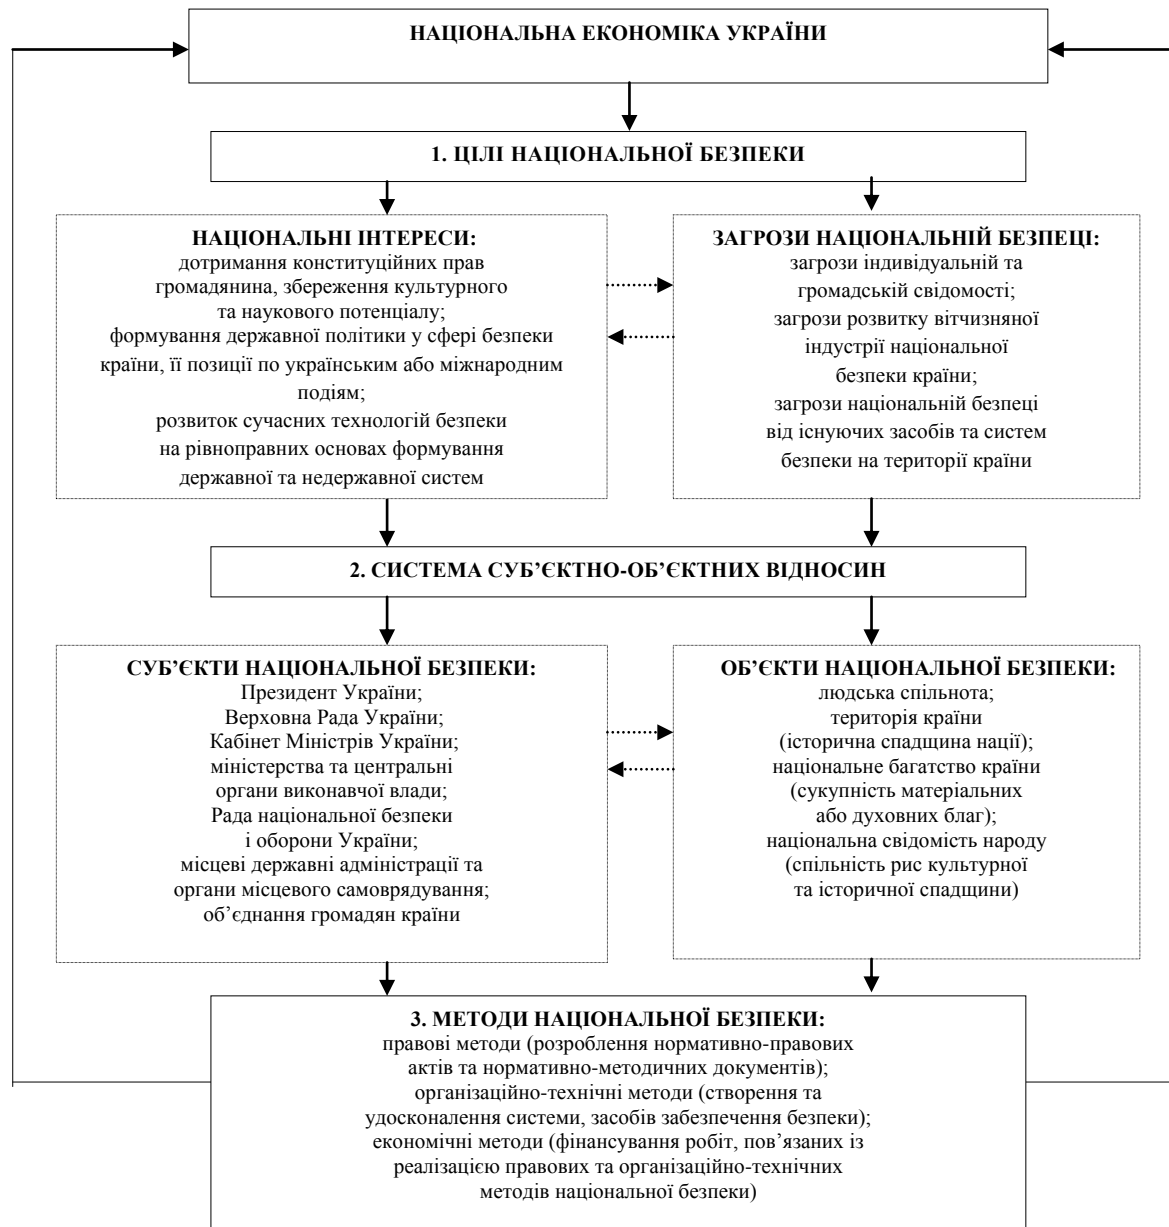 НАЦІОНАЛЬНА ЕКОНОМІКА УКРАЇНИ
1. ЦІЛІ НАЦІОНАЛЬНОЇ БЕЗПЕКИ
НАЦІОНАЛЬНІ ІНТЕРЕСИ:
дотримання конституційних прав
громадянина, збереження культурного
та наукового потенціалу;
формування державної політики у сфері безпеки
країни, її позиції по українським або міжнародним
подіям;
розвиток сучасних технологій безпеки
на рівноправних основах формування
державної та недержавної систем
ЗАГРОЗИ НАЦІОНАЛЬНІЙ БЕЗПЕЦІ:
загрози індивідуальній та
громадській свідомості;
загрози розвитку вітчизняної
індустрії національної
безпеки країни;
загрози національній безпеці
від існуючих засобів та систем
безпеки на території країни
2. СИСТЕМА СУБ’ЄКТНО-ОБ’ЄКТНИХ ВІДНОСИН
СУБ’ЄКТИ НАЦІОНАЛЬНОЇ БЕЗПЕКИ:
Президент України;
Верховна Рада України;
Кабінет Міністрів України;
міністерства та центральні
органи виконавчої влади;
Рада національної безпеки
і оборони України;
місцеві державні адміністрації та
органи місцевого самоврядування;
об’єднання громадян країни
ОБ’ЄКТИ НАЦІОНАЛЬНОЇ БЕЗПЕКИ:
людська спільнота;
територія країни
(історична спадщина нації);
національне багатство країни
(сукупність матеріальних
або духовних благ);
національна свідомість народу
(спільність рис культурної
та історичної спадщини)
3. МЕТОДИ НАЦІОНАЛЬНОЇ БЕЗПЕКИ:
правові методи (розроблення нормативно-правових
актів та нормативно-методичних документів);
організаційно-технічні методи (створення та
удосконалення системи, засобів забезпечення безпеки);
економічні методи (фінансування робіт, пов’язаних із
реалізацією правових та організаційно-технічних
методів національної безпеки)